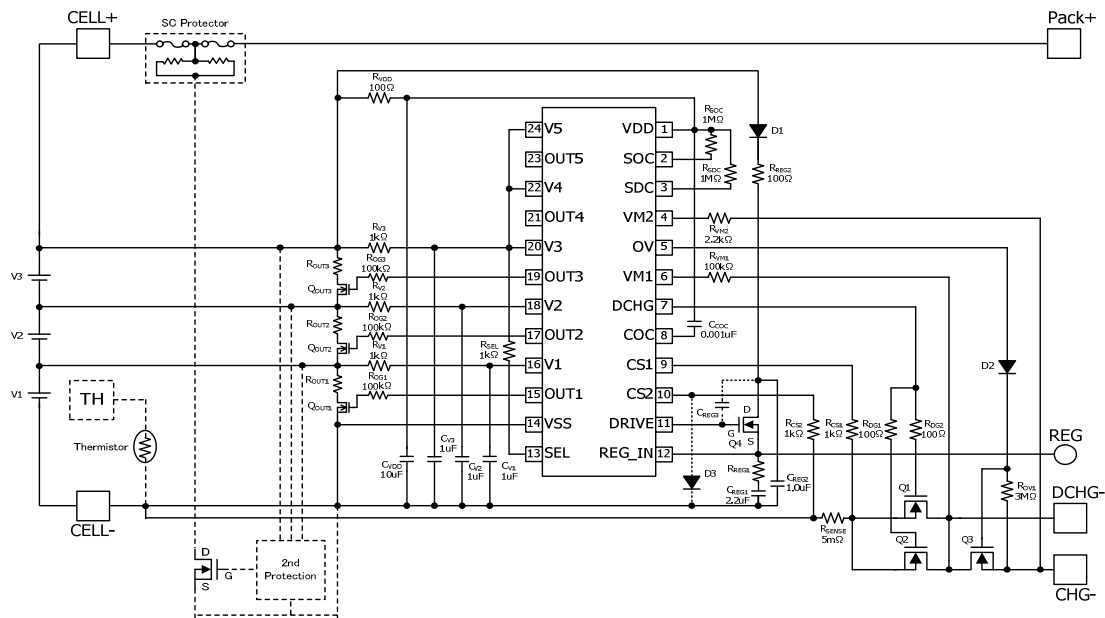 CELL+
SC Protector
Pack+
RVDD
100Ω
RSOC
1MΩ
D1
RSDC
1MΩ
RREG2
100Ω
24 V5
23 OUT5
22 V4
21 OUT4
20 V3
19 OUT3
18 V2
17 OUT2
16 V1
15 OUT1
14 VSS
13 SEL
VDD 1
SOC 2
SDC 3
VM2 4
OV 5
VM1 6
DCHG 7
COC 8
CS1 9
CS2 10
DRIVE 11
REG_IN 12
RVM2
2.2kΩ
RVM1
100kΩ
CCOC
0.001uF
RV3
1kΩ
ROG3
100kΩ
ROUT3
QOUT3
RV2
1kΩ
ROG2
100kΩ
ROUT2
QOUT2
RV1
1kΩ
ROG1
100kΩ
ROUT1
QOUT1
RSEL
1kΩ
V3
V2
V1
TH
Thermistor
CVDD
10uF
CV3
1uF
CV2
1uF
CV1
1uF
D2
D3
CREG3
D
G
S
Q4
RREG1
CREG1
2.2uF
CREG2
1.0uF
RCS2
1kΩ
RCS1
1kΩ
RDG1
100Ω
RDG2
100Ω
REG
ROV1
3MΩ
Q1
Q2
Q3
RSENSE
5mΩ
DCHG-
CHG-
CELL-
D
G
S
2nd
Protection